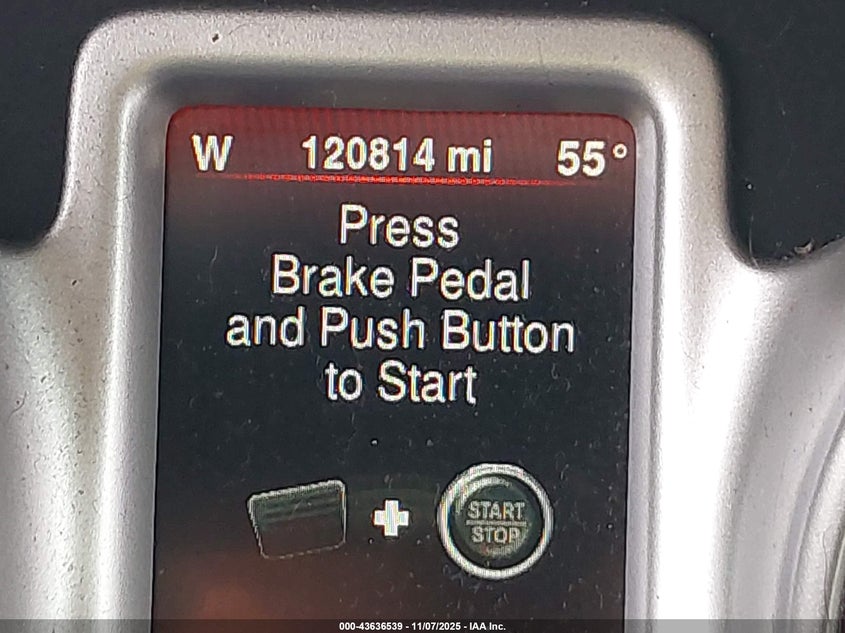 W 120814 mi 55°
Press
Brake Pedal
and Push Button
to Start
START
STOP
000-43636539 - 11/07/2025 - IAA Inc.